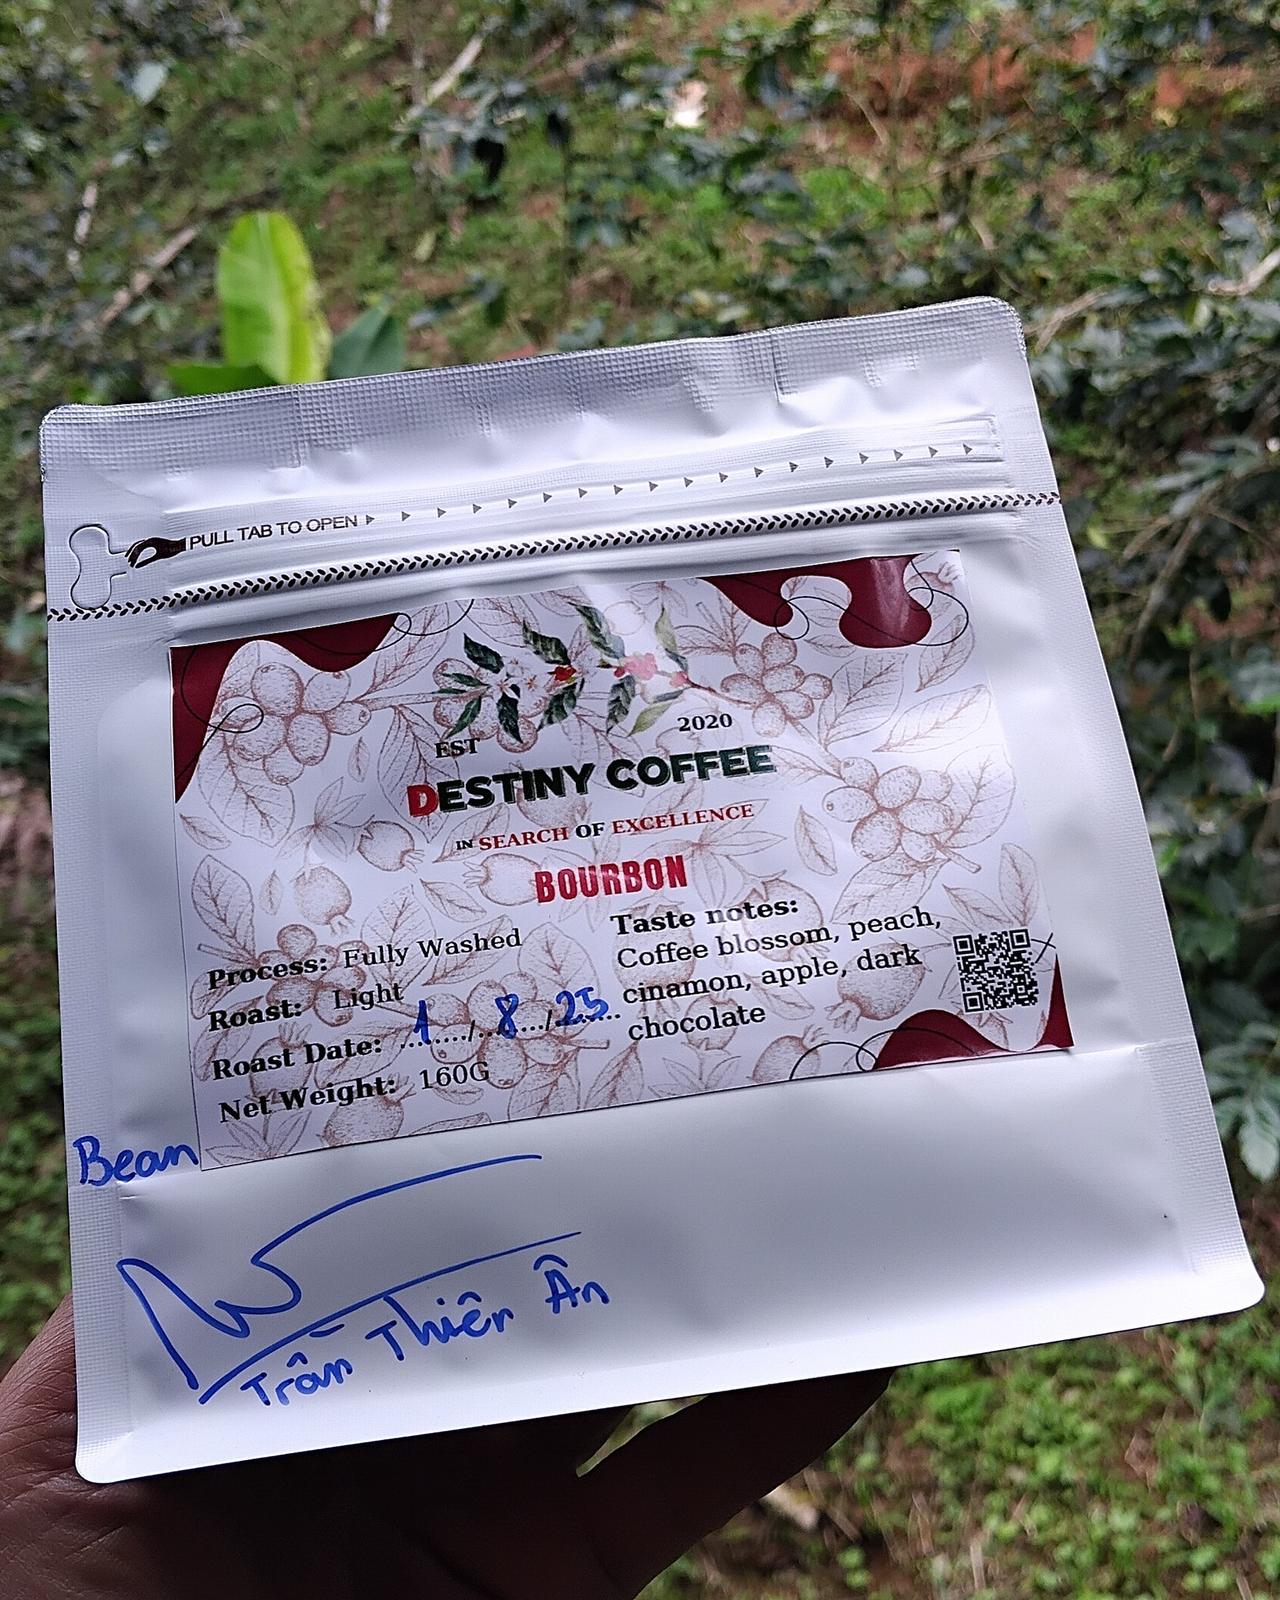 PULL TAB TO OPEN
EST 2020
DESTINY COFFEE
IN SEARCH OF EXCELLENCE
BOURBON
Process: Fully Washed
Roast: Light
Roast Date: 1/8/25
Net Weight: 160G
Taste notes:
Coffee blossom, peach,
cinamon, apple, dark
chocolate
Bean
Trần Thiên Ân